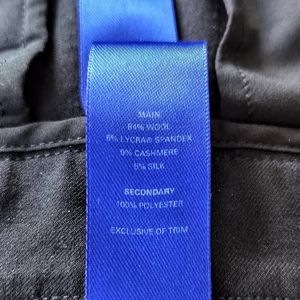 MAIN
84% WOOL
6% LYCRA® SPANDEX
5% CASHMERE
5% SILK
SECONDARY
100% POLYESTER
EXCLUSIVE OF TRIM